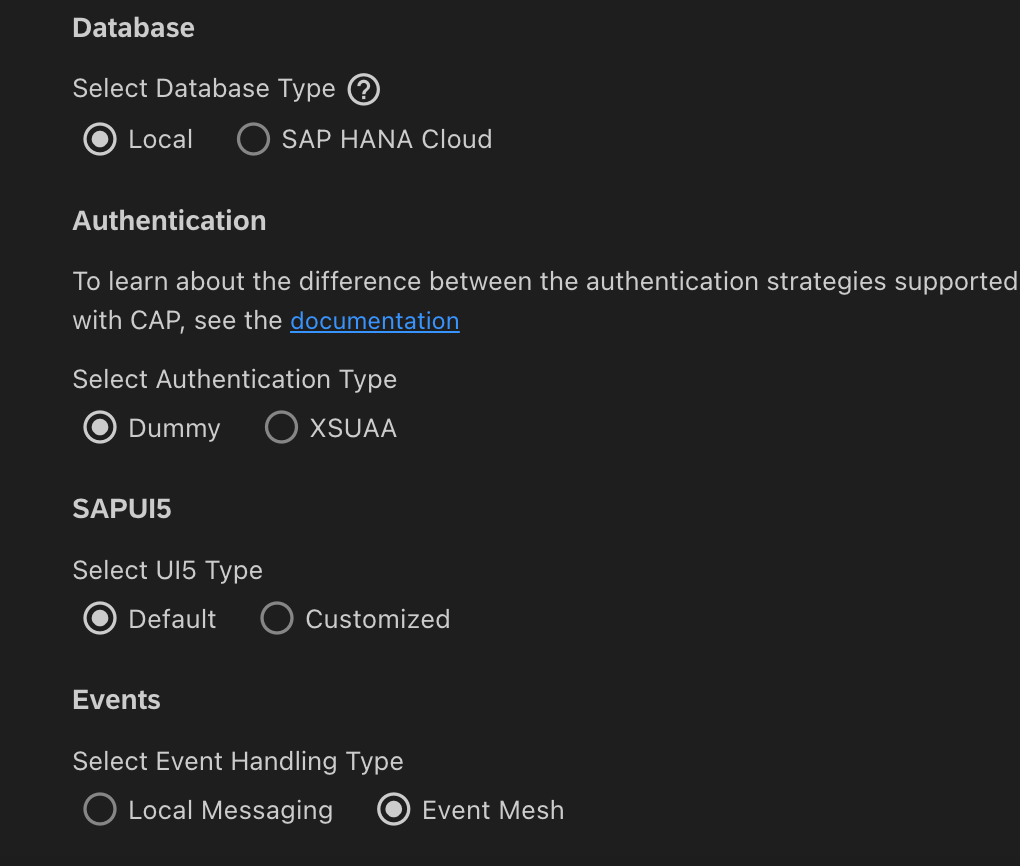 Database
Select Database Type ?
Local SAP HANA Cloud
Authentication
To learn about the difference between the authentication strategies supported
with CAP, see the documentation
Select Authentication Type
Dummy XSUAA
SAPUI5
Select UI5 Type
Default Customized
Events
Select Event Handling Type
Local Messaging Event Mesh